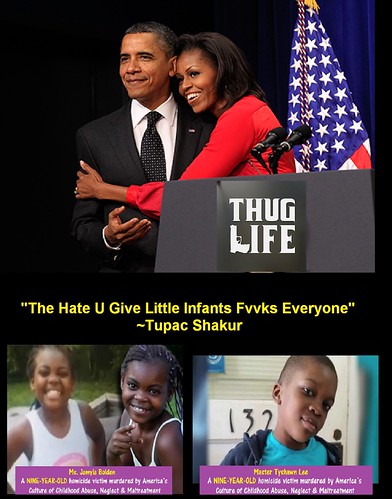 THUG
LIFE
"The Hate U Give Little Infants Fvvks Everyone"
~Tupac Shakur
132
Ms. Jamyla Bolden
A NINE-YEAR-OLD homicide victim murdered by America's
Culture of Childhood Abuse, Neglect & Maltreatment
Master Tyshawn Lee
A NINE-YEAR-OLD homicide victim murdered by America's
Culture of Childhood Abuse, Neglect & Maltreatment